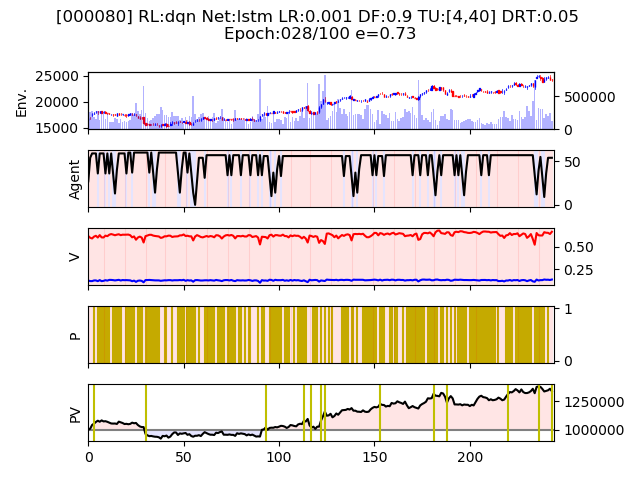 [000080] RL:dqn Net:lstm LR:0.001 DF:0.9 TU:[4,40] DRT:0.05
Epoch:028/100 e=0.73
Env.
25000
20000
15000
500000
0
Agent
50
0
V
0.50
0.25
P
1
0
PV
1250000
1000000
0
50
100
150
200